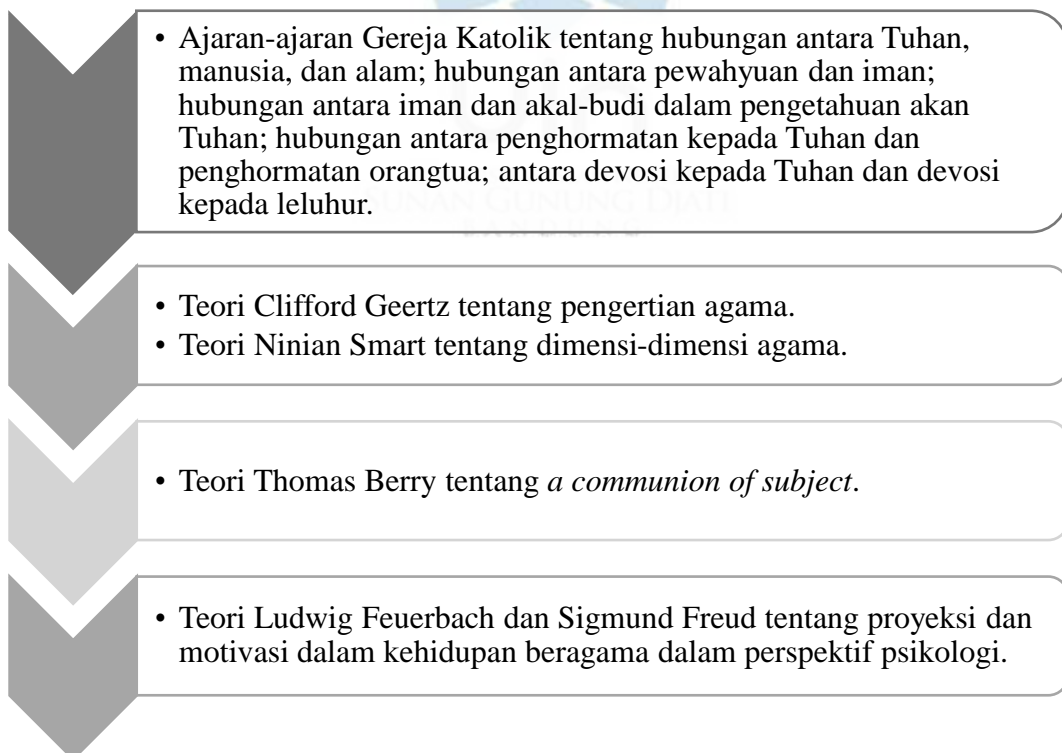 • Ajaran-ajaran Gereja Katolik tentang hubungan antara Tuhan,
manusia, dan alam; hubungan antara pewahyuan dan iman;
hubungan antara iman dan akal-budi dalam pengetahuan akan
Tuhan; hubungan antara penghormatan kepada Tuhan dan
penghormatan orangtua; antara devosi kepada Tuhan dan devosi
kepada leluhur.
SUNAN GUNUNG DJATI
BANDUNG
• Teori Clifford Geertz tentang pengertian agama.
• Teori Ninian Smart tentang dimensi-dimensi agama.
• Teori Thomas Berry tentang a communion of subject.
• Teori Ludwig Feuerbach dan Sigmund Freud tentang proyeksi dan
motivasi dalam kehidupan beragama dalam perspektif psikologi.